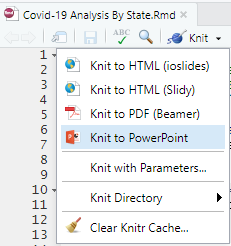 Covid-19 Analysis By State.Rmd
ABC
Knit
1
2
3
4
5
6
7
8
9
10
11
12
13
Knit to HTML (ioslides)
Knit to HTML (Slidy)
Knit to PDF (Beamer)
Knit to PowerPoint
Knit with Parameters...
Knit Directory
Clear Knitr Cache...